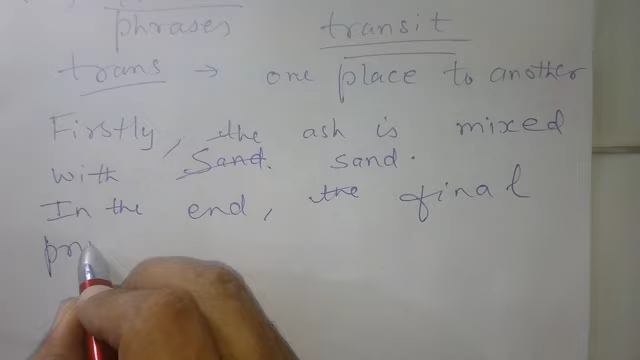 phrases transit
trans → one place to another
Firstly, the ash is mixed
with Sand. sand.
In the end, the final
pr